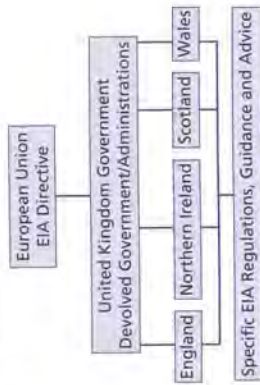 European Union
EIA Directive
United Kingdom Government
Devolved Government/Administrations
England
Northern Ireland
Scotland
Wales
Specific EIA Regulations, Guidance and Advice